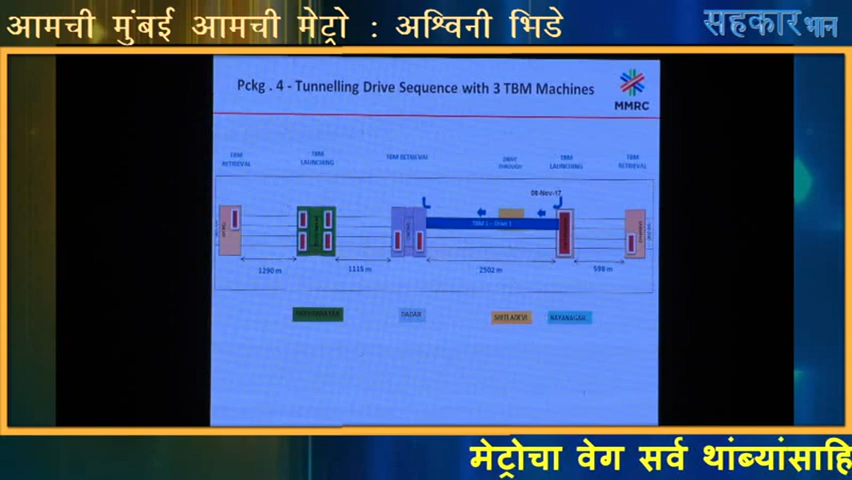 आमची मुंबई आमची मेट्रो : अश्विनी भिडे
सहकार भान
Pckg . 4 - Tunnelling Drive Sequence with 3 TBM Machines
MMRC
TBM RETRIEVAL
TBM LAUNCHING
TBM RETRIEVAL
DRIVE THROUGH
TBM LAUNCHING
TBM RETRIEVAL
08-Nov-17
TBM 1 - Drive 1
1290 m
1115 m
2502 m
588 m
DADAR
SHITLADEVI
NAYANAGAR
मेट्रोचा वेग सर्व थांब्यांसाहि